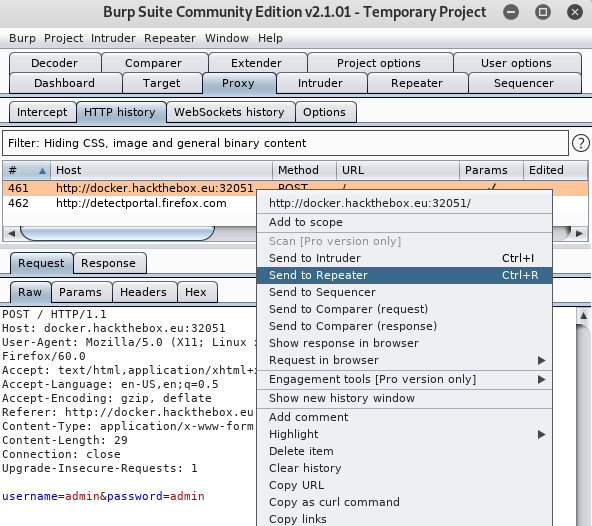 Burp Suite Community Edition v2.1.01 - Temporary Project
Burp Project Intruder Repeater Window Help
Decoder Comparer Extender Project options User options
Dashboard Target Proxy Intruder Repeater Sequencer
Intercept HTTP history WebSockets history Options
Filter: Hiding CSS, image and general binary content ?
# Host Method URL Params Edited
461 http://docker.hackthebox.eu:32051 POST / ✓
462 http://detectportal.firefox.com
http://docker.hackthebox.eu:32051/
Add to scope
Scan [Pro version only]
Send to Intruder Ctrl+I
Send to Repeater Ctrl+R
Send to Sequencer
Send to Comparer (request)
Send to Comparer (response)
Show response in browser
Request in browser
Engagement tools [Pro version only]
Show new history window
Add comment
Highlight
Delete item
Clear history
Copy URL
Copy as curl command
Copy links
Request Response
Raw Params Headers Hex
POST / HTTP/1.1
Host: docker.hackthebox.eu:32051
User-Agent: Mozilla/5.0 (X11; Linux
Firefox/60.0
Accept: text/html,application/xhtml+x
Accept-Language: en-US,en;q=0.5
Accept-Encoding: gzip, deflate
Referer: http://docker.hackthebox.eu
Content-Type: application/x-www-form
Content-Length: 29
Connection: close
Upgrade-Insecure-Requests: 1
username=admin&password=admin